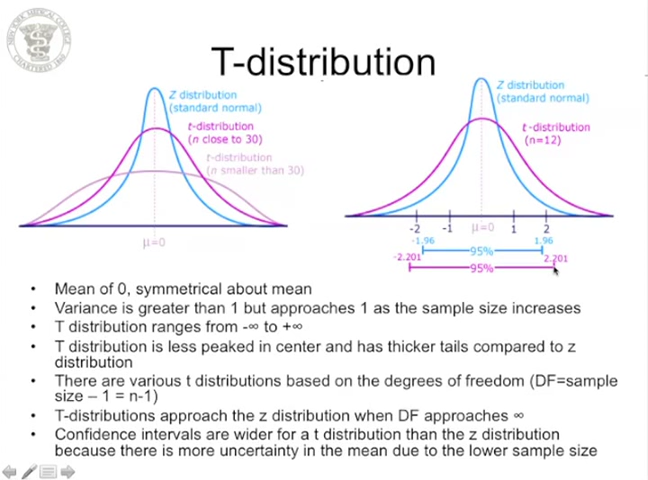 NEW YORK MEDICAL COLLEGE
CHARTERED 1860
T-distribution
Z distribution
(standard normal)
t-distribution
(n close to 30)
t-distribution
(n smaller than 30)
μ=0
Z distribution
(standard normal)
t-distribution
(n=12)
-2 -1 μ=0 1 2
-1.96 1.96
95%
-2.201 2.201
95%
• Mean of 0, symmetrical about mean
• Variance is greater than 1 but approaches 1 as the sample size increases
• T distribution ranges from -∞ to +∞
• T distribution is less peaked in center and has thicker tails compared to z
distribution
• There are various t distributions based on the degrees of freedom (DF=sample
size – 1 = n-1)
• T-distributions approach the z distribution when DF approaches ∞
• Confidence intervals are wider for a t distribution than the z distribution
because there is more uncertainty in the mean due to the lower sample size